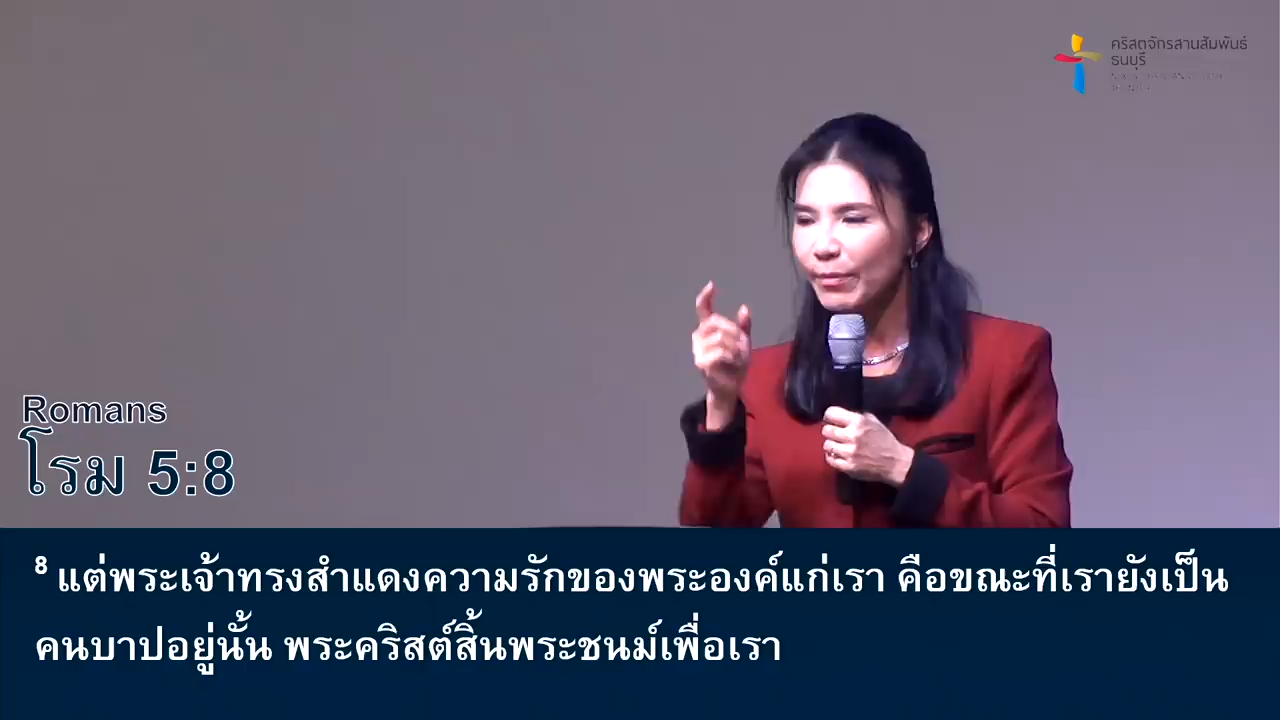 คริสตจักรสานสัมพันธ์
ธนบุรี
Romans
โรม 5:8
8 แต่พระเจ้าทรงสำแดงความรักของพระองค์แก่เรา คือขณะที่เรายังเป็น
คนบาปอยู่นั้น พระคริสต์สิ้นพระชนม์เพื่อเรา